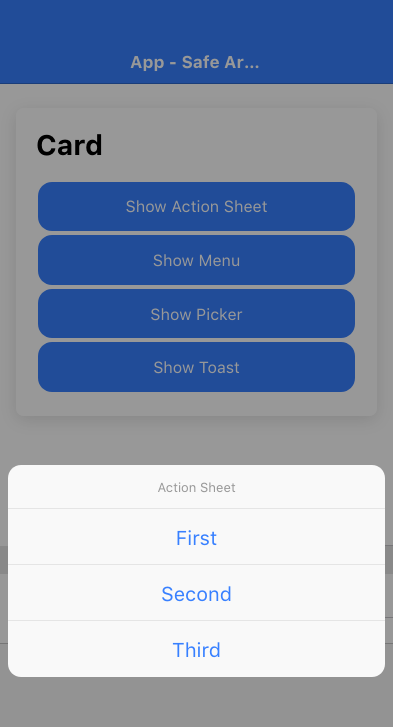 App - Safe Ar...
Card
Show Action Sheet
Show Menu
Show Picker
Show Toast
Action Sheet
First
Second
Third